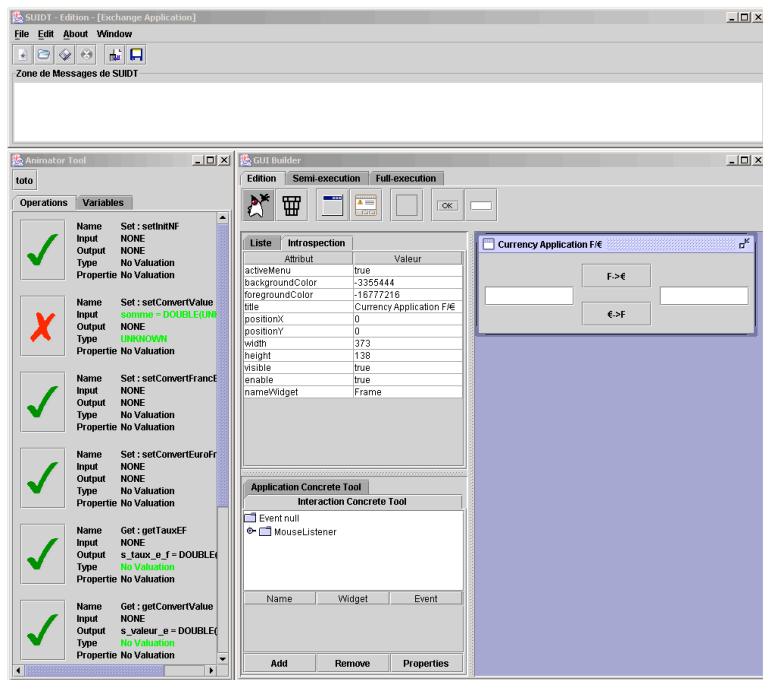 SUIDT - Edition - [Exchange Application]
File Edit About Window
Zone de Messages de SUIDT
Animator Tool
toto
Operations Variables
Name Set : setInitNF
Input NONE
Output NONE
Type No Valuation
Propertie No Valuation
Name Set : setConvertValue
Input somme = DOUBLE(UNI
Output NONE
Type UNKNOWN
Propertie No Valuation
Name Set : setConvertFrancE
Input NONE
Output NONE
Type No Valuation
Propertie No Valuation
Name Set : setConvertEuroFr
Input NONE
Output NONE
Type No Valuation
Propertie No Valuation
Name Get : getTauxEF
Input NONE
Output s_taux_e_f = DOUBLE(
Type No Valuation
Propertie No Valuation
Name Get : getConvertValue
Input NONE
Output s_valeur_e = DOUBLE(
Type No Valuation
Propertie No Valuation
GUI Builder
Edition Semi-execution Full-execution
OK
Liste Introspection
Attribut Valeur
activeMenu true
backgroundColor -3355444
foregroundColor -16777216
title Currency Application F/€
positionX 0
positionY 0
width 373
height 138
visible true
enable true
nameWidget Frame
Application Concrete Tool
Interaction Concrete Tool
Event null
MouseListener
Name Widget Event
Add Remove Properties
Currency Application F/€
F->€
€->F